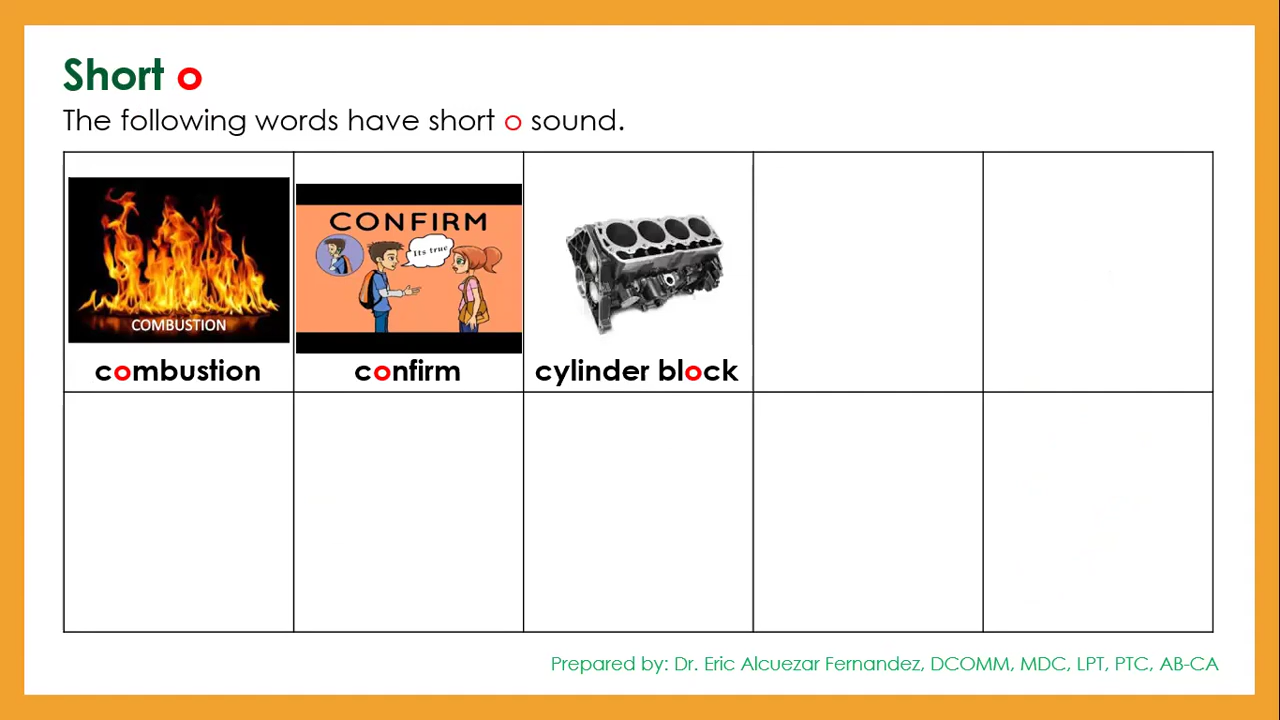 Short o
The following words have short o sound.
COMBUSTION
combustion
CONFIRM
Its true
confirm
cylinder block
Prepared by: Dr. Eric Alcuezar Fernandez, DCOMM, MDC, LPT, PTC, AB-CA